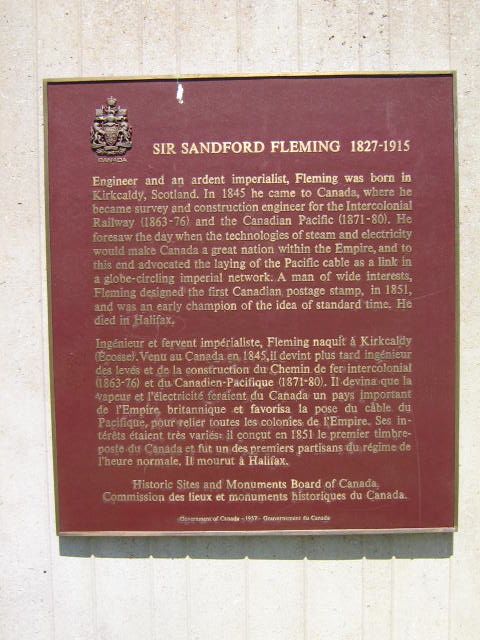 CANADA
SIR SANDFORD FLEMING 1827-1915
Engineer and an ardent imperialist, Fleming was born in
Kirkcaldy, Scotland. In 1845 he came to Canada, where he
became survey and construction engineer for the Intercolonial
Railway (1863-76) and the Canadian Pacific (1871-80). He
foresaw the day when the technologies of steam and electricity
would make Canada a great nation within the Empire, and to
this end advocated the laying of the Pacific cable as a link in
a globe-circling imperial network. A man of wide interests,
Fleming designed the first Canadian postage stamp, in 1851,
and was an early champion of the idea of standard time. He
died in Halifax.
Ingénieur et fervent impérialiste, Fleming naquit à Kirkcaldy
(Écosse). Venu au Canada en 1845, il devint plus tard ingénieur
des levés et de la construction du Chemin de fer intercolonial
(1863-76) et du Canadien-Pacifique (1871-80). Il devina que la
vapeur et l'électricité feraient du Canada un pays important
de l'Empire britannique et favorisa la pose du câble du
Pacifique, pour relier toutes les colonies de l'Empire. Ses in-
térêts étaient très variés: il conçut en 1851 le premier timbre-
poste du Canada et fut un des premiers partisans du régime de
l'heure normale. Il mourut à Halifax.
Historic Sites and Monuments Board of Canada.
Commission des lieux et monuments historiques du Canada.
Government of Canada - 1957 - Gouvernement du Canada